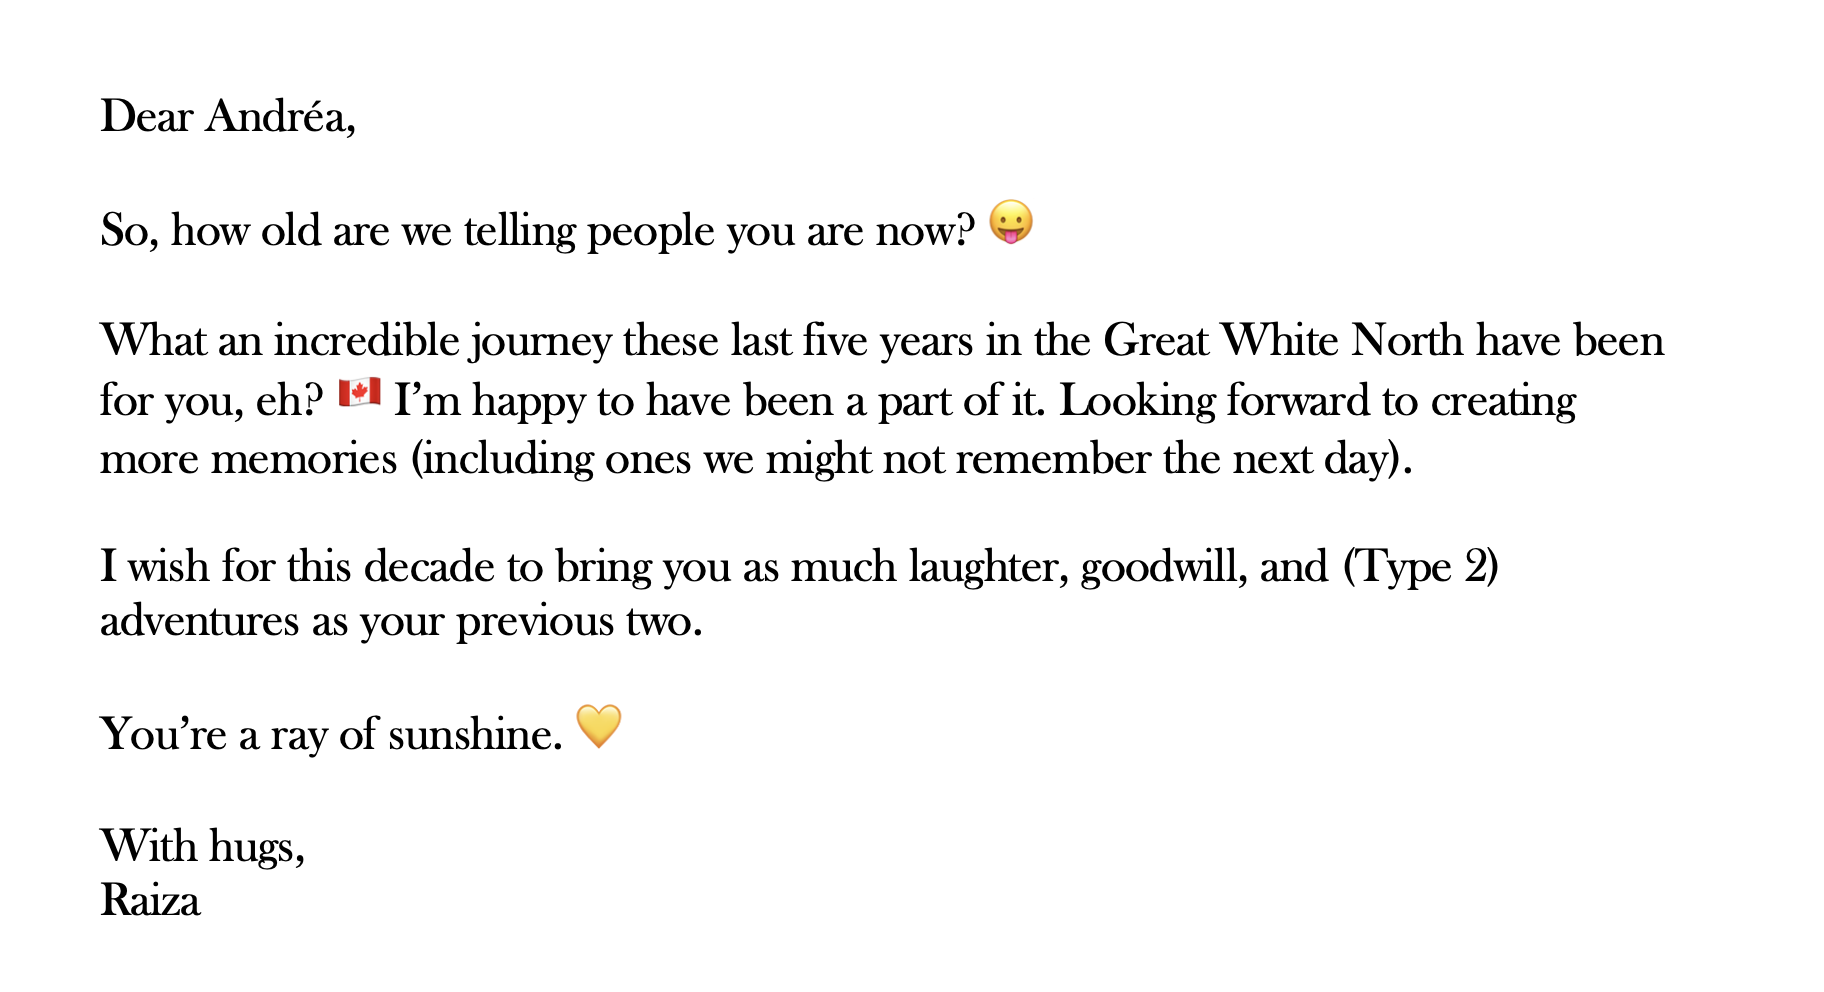 Dear Andréa,
So, how old are we telling people you are now? 😛
What an incredible journey these last five years in the Great White North have been
for you, eh? 🇨🇦 I’m happy to have been a part of it. Looking forward to creating
more memories (including ones we might not remember the next day).
I wish for this decade to bring you as much laughter, goodwill, and (Type 2)
adventures as your previous two.
You’re a ray of sunshine. 💛
With hugs,
Raiza